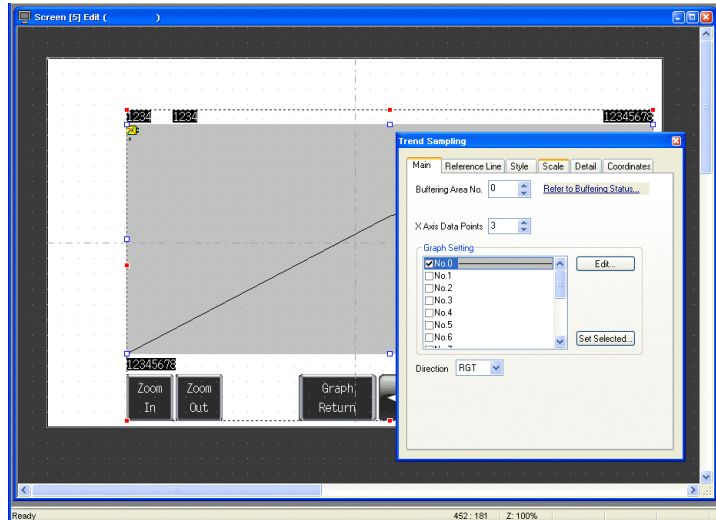 Screen [5] Edit ( )
1234 1234 12345678
Trend Sampling
Main Reference Line Style Scale Detail Coordinates
Buffering Area No. 0 Refer to Buffering Status...
X Axis Data Points 3
Graph Setting
No.0 Edit...
No.1
No.2
No.3
No.4
No.5
No.6 Set Selected...
Direction RGT
12345678
Zoom In
Zoom Out
Graph Return
Ready 452 : 181 Z: 100%